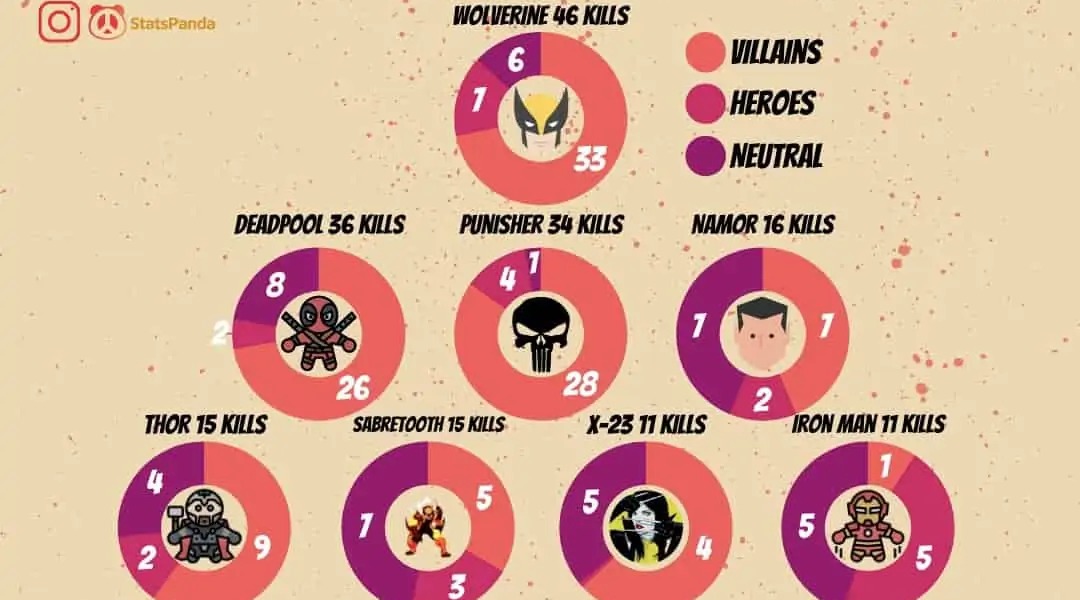 StatsPanda
WOLVERINE 46 KILLS
6
7
33
VILLAINS
HEROES
NEUTRAL
DEADPOOL 36 KILLS
8
2
26
PUNISHER 34 KILLS
1
4
28
NAMOR 16 KILLS
7
7
2
THOR 15 KILLS
4
2
9
SABRETOOTH 15 KILLS
5
7
3
X-23 11 KILLS
5
4
IRON MAN 11 KILLS
1
5
5